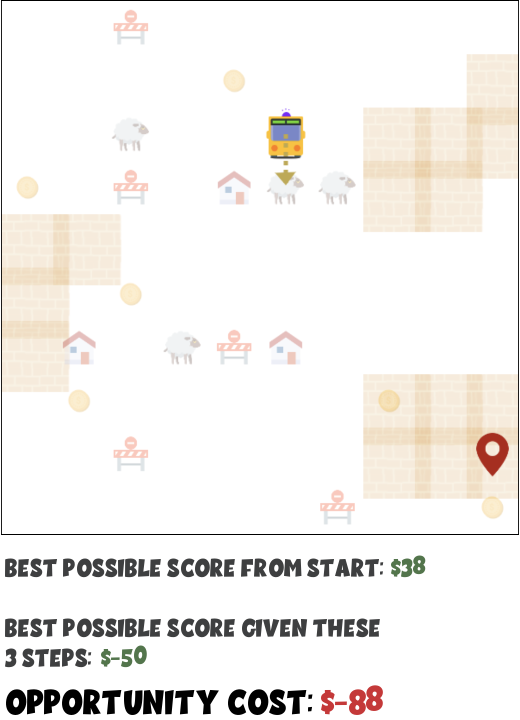 BEST POSSIBLE SCORE FROM START: $38
BEST POSSIBLE SCORE GIVEN THESE
3 STEPS: $-50
OPPORTUNITY COST: $-88